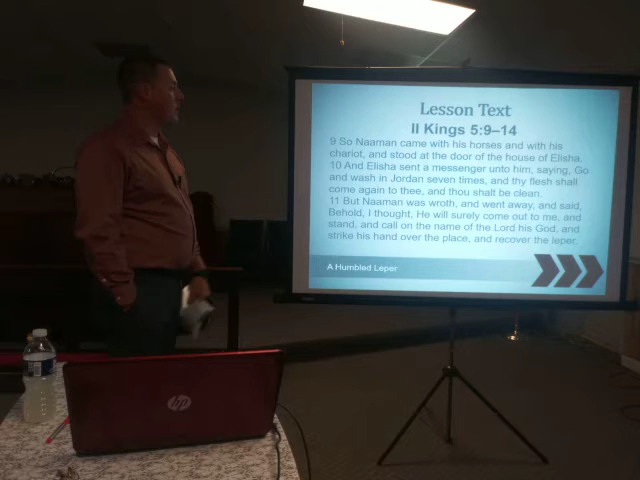 Lesson Text
II Kings 5:9–14
9 So Naaman came with his horses and with his
chariot, and stood at the door of the house of Elisha.
10 And Elisha sent a messenger unto him, saying, Go
and wash in Jordan seven times, and thy flesh shall
come again to thee, and thou shalt be clean.
11 But Naaman was wroth, and went away, and said,
Behold, I thought, He will surely come out to me, and
stand, and call on the name of the Lord his God, and
strike his hand over the place, and recover the leper.
A Humbled Leper
hp